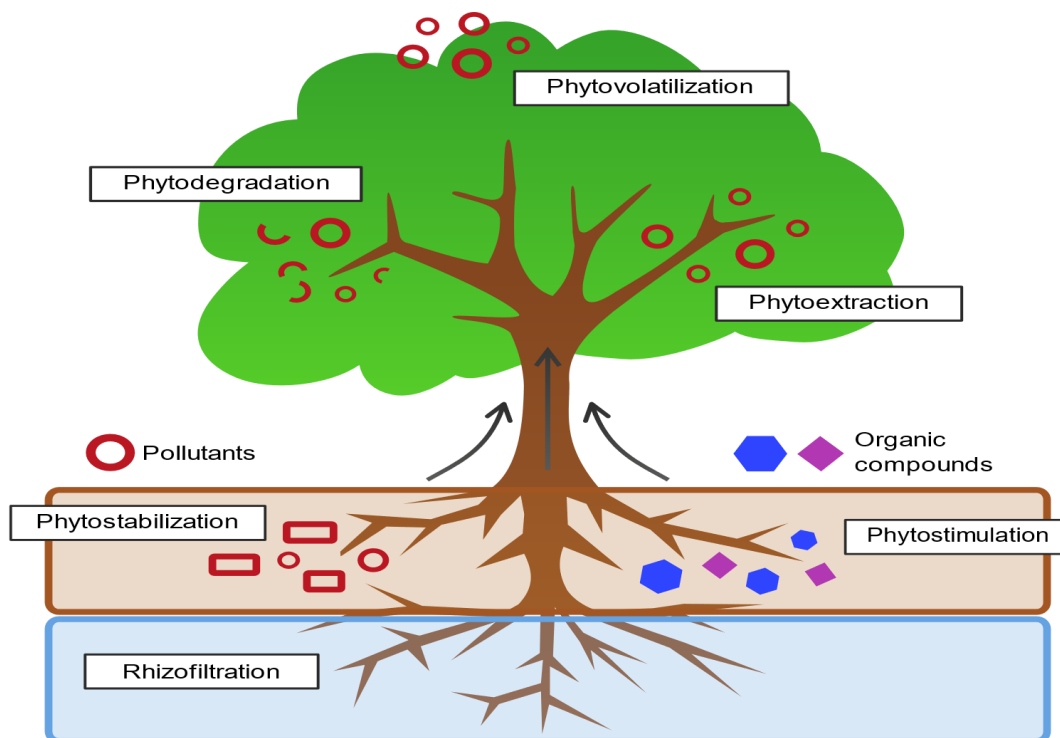 Phytovolatilization
Phytodegradation
Phytoextraction
Pollutants
Organic
compounds
Phytostabilization
Phytostimulation
Rhizofiltration